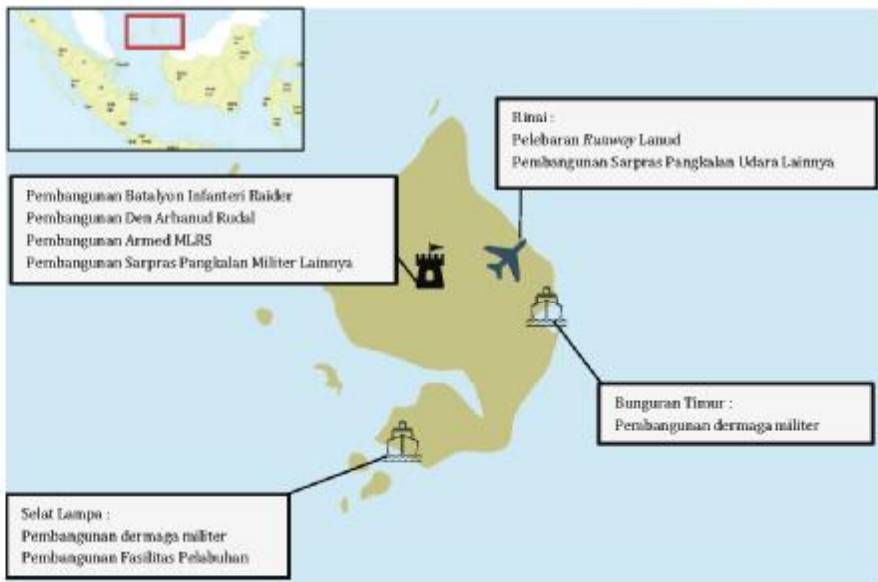 Rinai :
Pelebaran Runway Lanud
Pembangunan Sarpras Pangkalan Udara Lainnya
Pembangunan Batalyon Infanteri Raider
Pembangunan Den Arhanud Rudal
Pembangunan Armed MLRS
Pembangunan Sarpras Pangkalan Militer Lainnya
Bunguran Timur :
Pembangunan dermaga militer
Selat Lampa :
Pembangunan dermaga militer
Pembangunan Fasilitas Pelabuhan